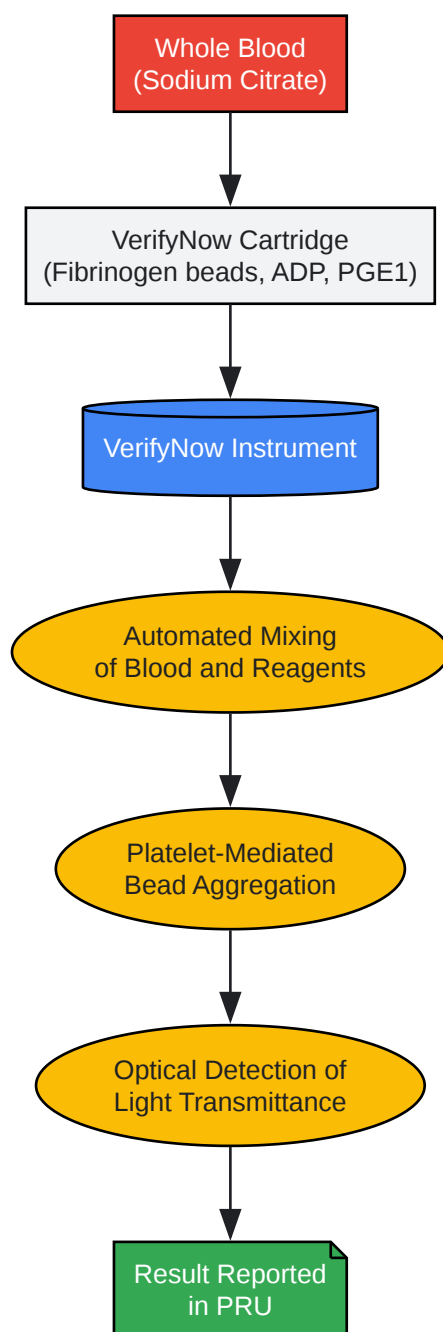 Whole Blood
(Sodium Citrate)
VerifyNow Cartridge
(Fibrinogen beads, ADP, PGE1)
VerifyNow Instrument
Automated Mixing
of Blood and Reagents
Platelet-Mediated
Bead Aggregation
Optical Detection of
Light Transmittance
Result Reported
in PRU